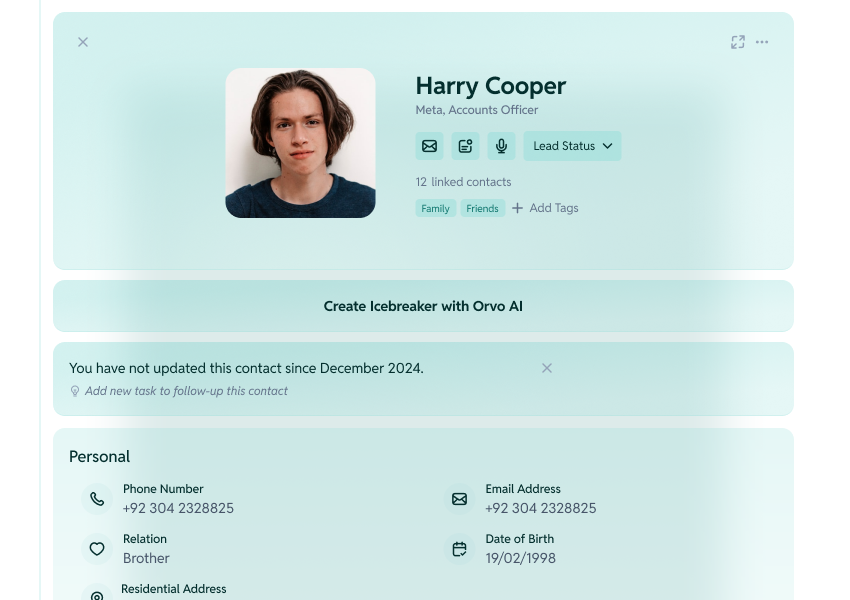 Harry Cooper
Meta, Accounts Officer
Lead Status
12 linked contacts
Family Friends Add Tags
Create Icebreaker with Orvo AI
You have not updated this contact since December 2024.
Add new task to follow-up this contact
Personal
Phone Number
+92 304 2328825
Email Address
+92 304 2328825
Relation
Brother
Date of Birth
19/02/1998
Residential Address